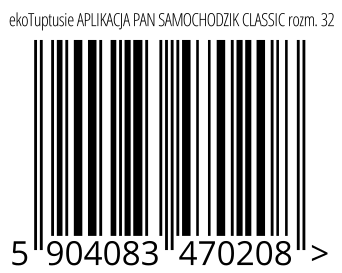 ekoTuptusie APLIKACJA PAN SAMOCHODZIK CLASSIC rozm. 32
5 904083 470208 >